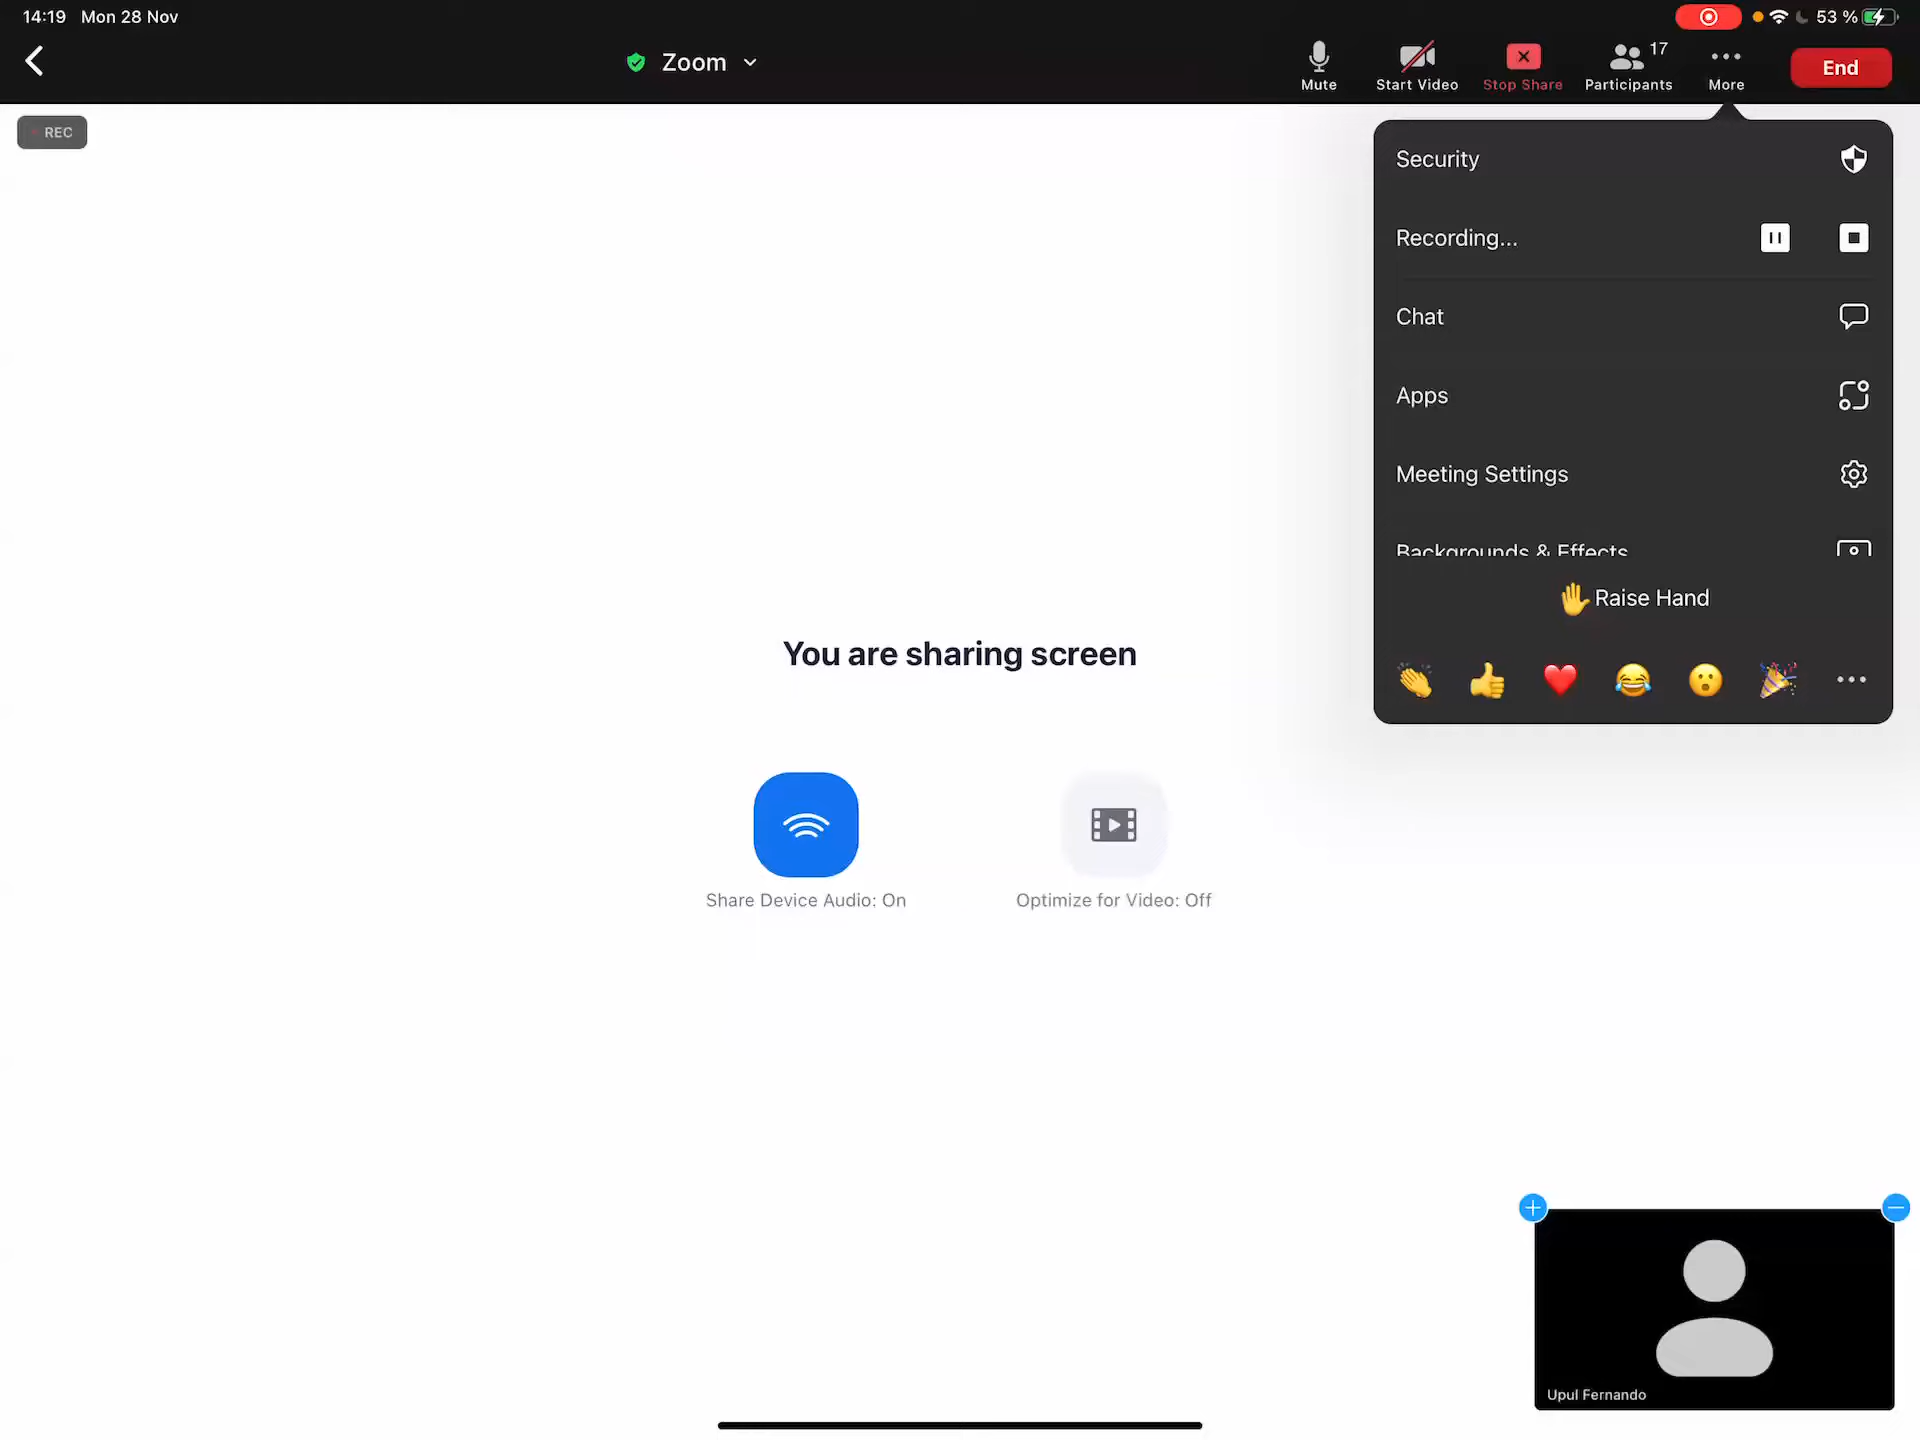 14:19 Mon 28 Nov
53 %
Zoom
Mute
Start Video
Stop Share
17
Participants
More
End
REC
Security
Recording...
Chat
Apps
Meeting Settings
Backgrounds & Effects
Raise Hand
You are sharing screen
Share Device Audio: On
Optimize for Video: Off
Upul Fernando